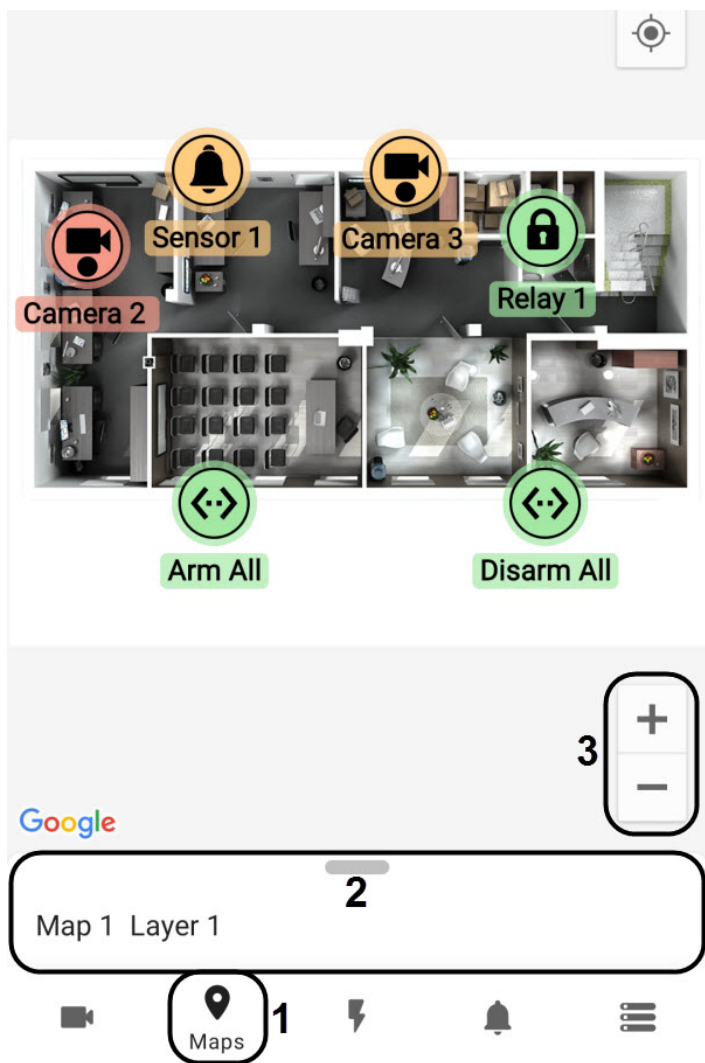 Sensor 1
Camera 3
Camera 2
Relay 1
Arm All
Disarm All
3
Google
2
Map 1 Layer 1
Maps
1